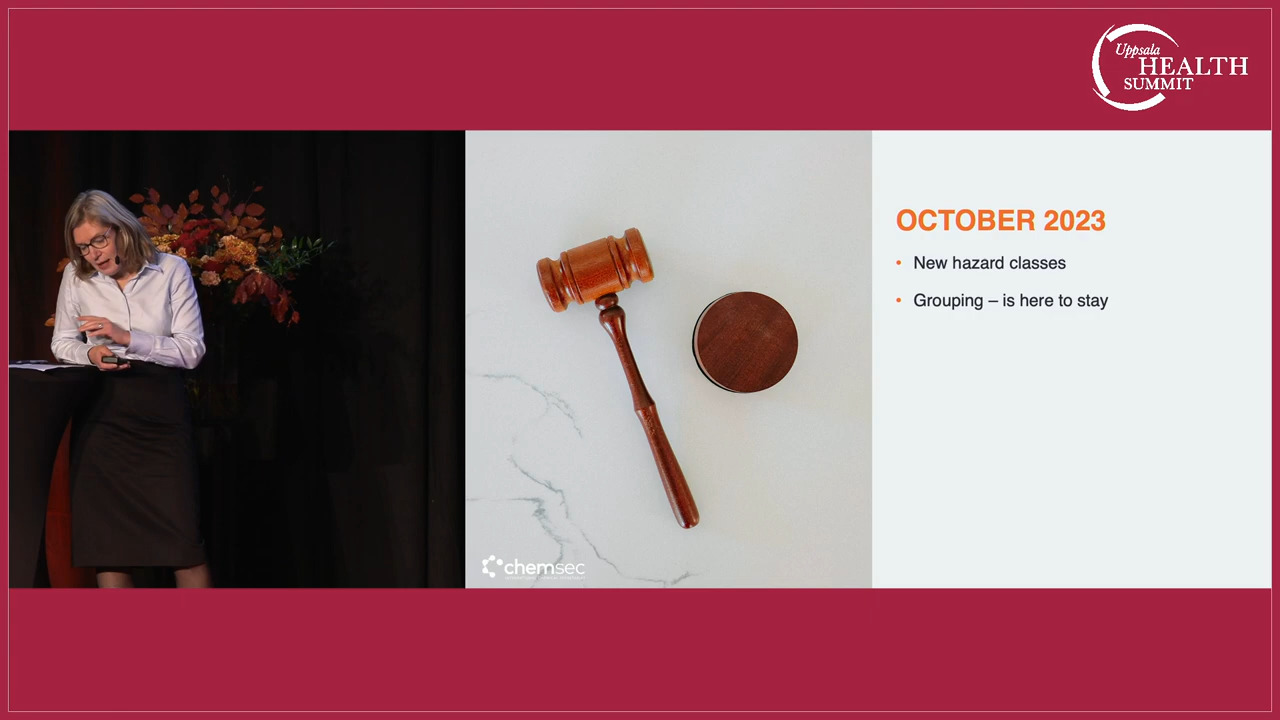 Uppsala
HEALTH
SUMMIT
OCTOBER 2023
• New hazard classes
• Grouping – is here to stay
chemsec